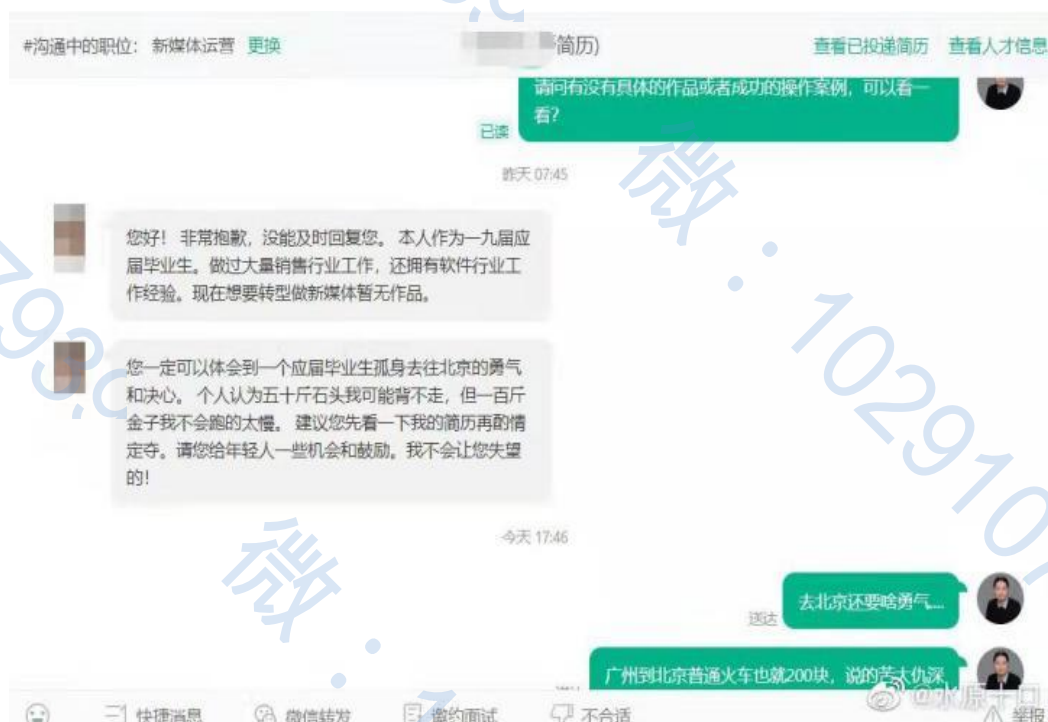 #沟通中的职位: 新媒体运营 更换
简历)
查看已投递简历 查看人才信息
请问有没有具体的作品或者成功的操作案例,可以看一
看?
已读
昨天 07:45
您好! 非常抱歉, 没能及时回复您。 本人作为一九届应
届毕业生。做过大量销售行业工作, 还拥有软件行业工
作经验。现在想要转型做新媒体暂无作品。
您一定可以体会到一个应届毕业生孤身去往北京的勇气
和决心。 个人认为五十斤石头我可能背不走, 但一百斤
金子我不会跑的太慢。 建议您先看一下我的简历再酌情
定夺。请您给年轻人一些机会和鼓励。我不会让您失望
的!
今天 17:46
去北京还要啥勇气...
送达
广州到北京普通火车也就200块, 说的苦大仇深
@水原十口
快捷消息 微信转发 邀约面试 不合适 举报
微:
微:10291
793